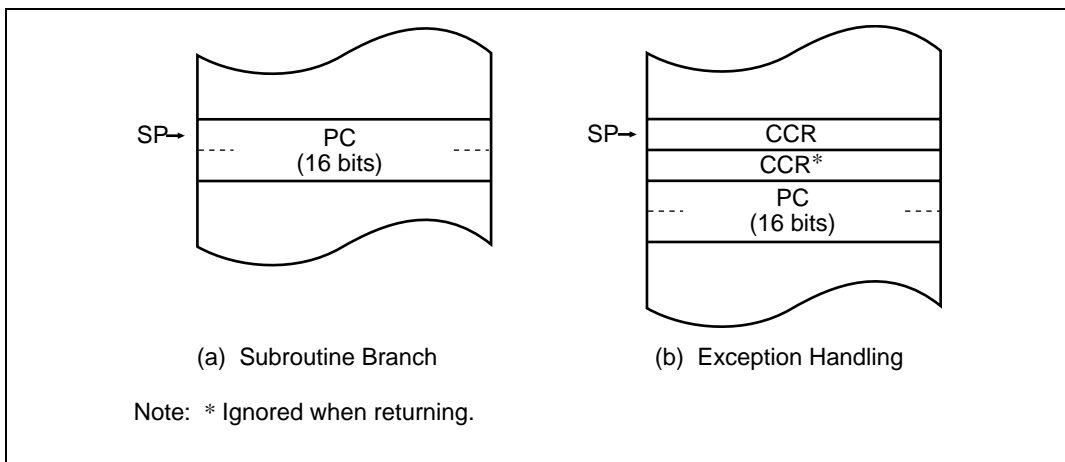 SP→
PC
(16 bits)
SP→
CCR
CCR*
PC
(16 bits)
(a) Subroutine Branch
(b) Exception Handling
Note: * Ignored when returning.